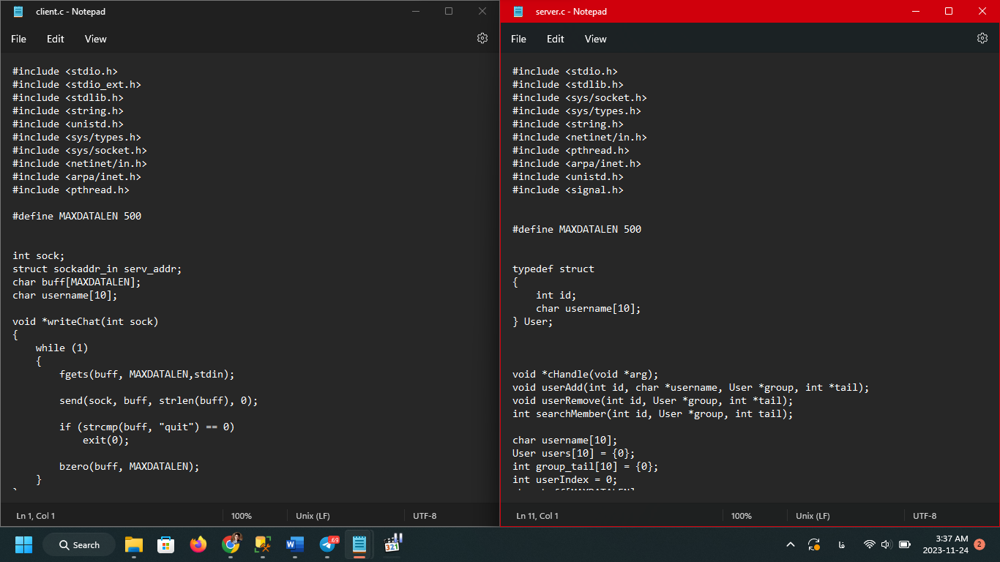 client.c - Notepad
File Edit View
#include <stdio.h>
#include <stdio_ext.h>
#include <stdlib.h>
#include <string.h>
#include <unistd.h>
#include <sys/types.h>
#include <sys/socket.h>
#include <netinet/in.h>
#include <arpa/inet.h>
#include <pthread.h>
#define MAXDATALEN 500
int sock;
struct sockaddr_in serv_addr;
char buff[MAXDATALEN];
char username[10];
void *writeChat(int sock)
{
    while (1)
    {
        fgets(buff, MAXDATALEN,stdin);
        send(sock, buff, strlen(buff), 0);
        if (strcmp(buff, "quit") == 0)
            exit(0);
        bzero(buff, MAXDATALEN);
    }
Ln 1, Col 1 100% Unix (LF) UTF-8
server.c - Notepad
File Edit View
#include <stdio.h>
#include <stdlib.h>
#include <sys/socket.h>
#include <sys/types.h>
#include <string.h>
#include <netinet/in.h>
#include <pthread.h>
#include <arpa/inet.h>
#include <unistd.h>
#include <signal.h>
#define MAXDATALEN 500
typedef struct
{
    int id;
    char username[10];
} User;
void *cHandle(void *arg);
void userAdd(int id, char *username, User *group, int *tail);
void userRemove(int id, User *group, int *tail);
int searchMember(int id, User *group, int tail);
char username[10];
User users[10] = {0};
int group_tail[10] = {0};
int userIndex = 0;
char buff[MAXDATALEN]
Ln 11, Col 1 100% Unix (LF) UTF-8
Search
69
321
فا
3:37 AM
2023-11-24
2